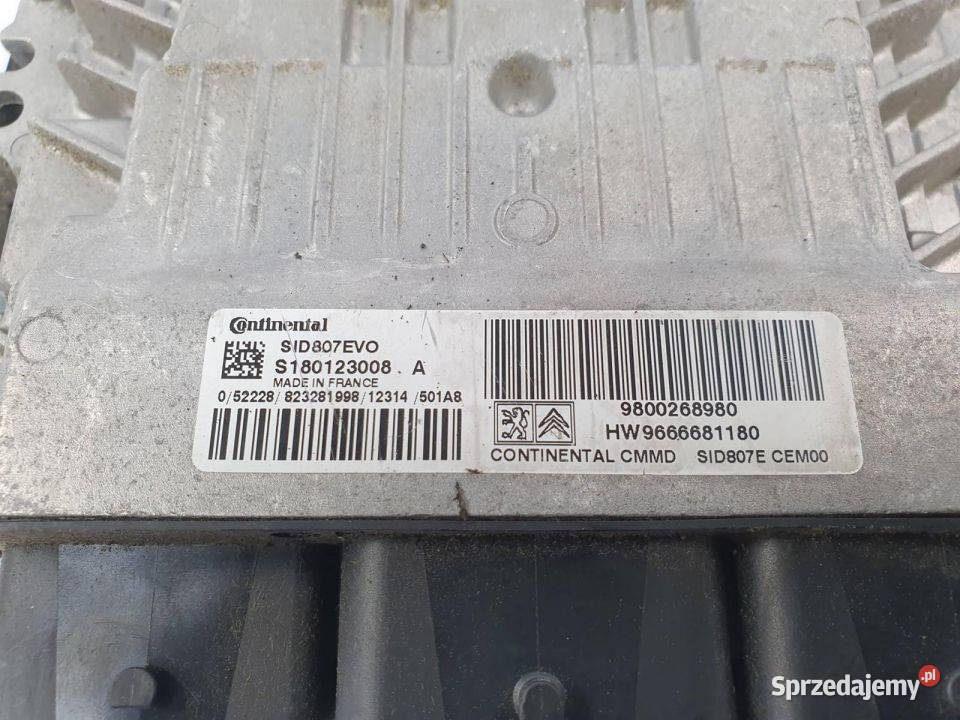 Continental
SID807EVO
S180123008 A
MADE IN FRANCE
0/52228/823281998/12314/501A8
9800268980
HW9666681180
CONTINENTAL CMMD SID807E CEM00
Sprzedajemy.pl